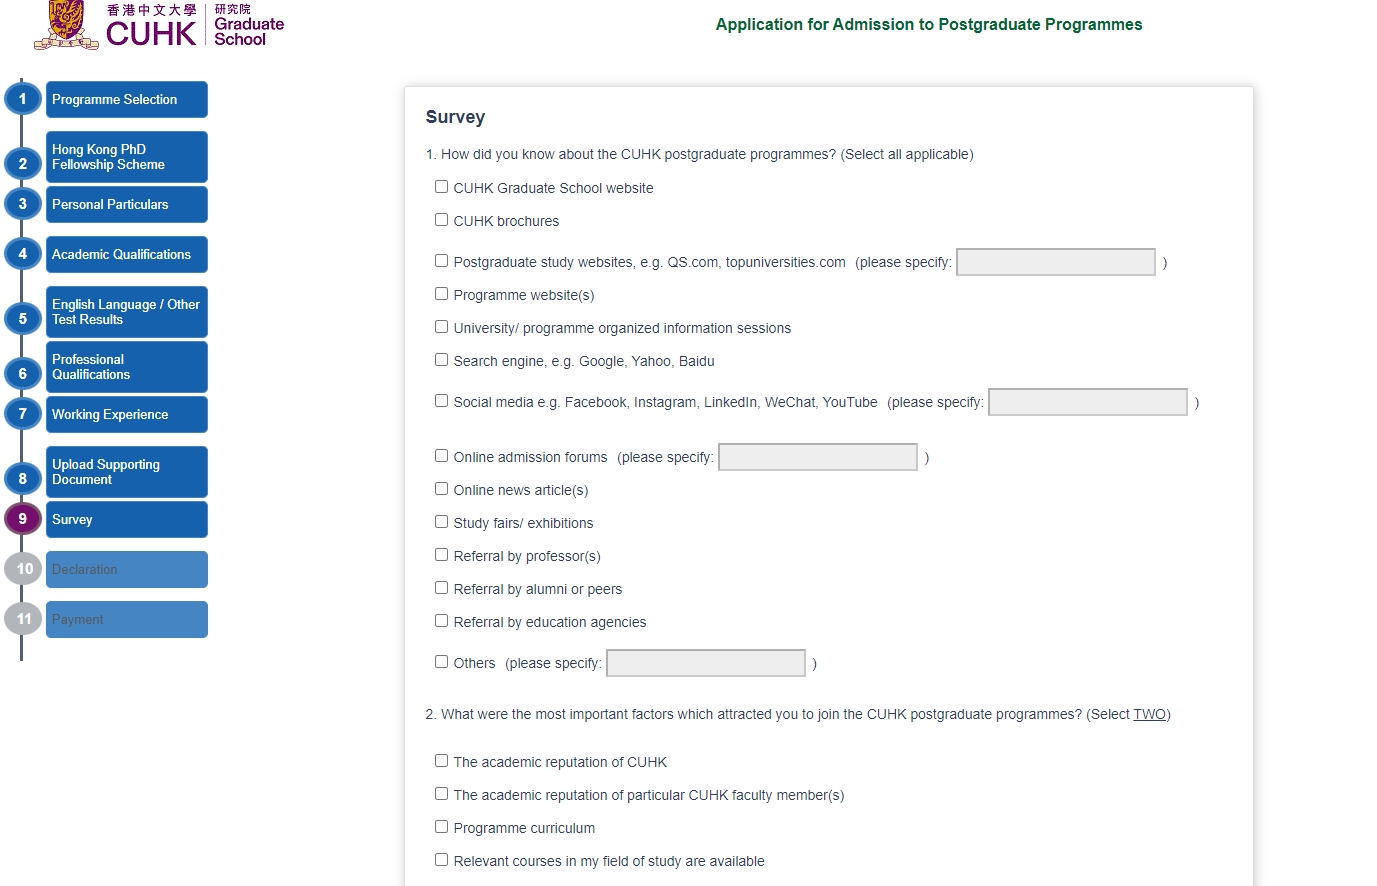 香港中文大學
CUHK
研究院
Graduate
School
Application for Admission to Postgraduate Programmes
1
Programme Selection
2
Hong Kong PhD
Fellowship Scheme
3
Personal Particulars
4
Academic Qualifications
5
English Language / Other
Test Results
6
Professional
Qualifications
7
Working Experience
8
Upload Supporting
Document
9
Survey
10
Declaration
11
Payment
Survey
1. How did you know about the CUHK postgraduate programmes? (Select all applicable)
CUHK Graduate School website
CUHK brochures
Postgraduate study websites, e.g. QS.com, topuniversities.com (please specify: )
Programme website(s)
University/ programme organized information sessions
Search engine, e.g. Google, Yahoo, Baidu
Social media e.g. Facebook, Instagram, LinkedIn, WeChat, YouTube (please specify: )
Online admission forums (please specify: )
Online news article(s)
Study fairs/ exhibitions
Referral by professor(s)
Referral by alumni or peers
Referral by education agencies
Others (please specify: )
2. What were the most important factors which attracted you to join the CUHK postgraduate programmes? (Select TWO)
The academic reputation of CUHK
The academic reputation of particular CUHK faculty member(s)
Programme curriculum
Relevant courses in my field of study are available